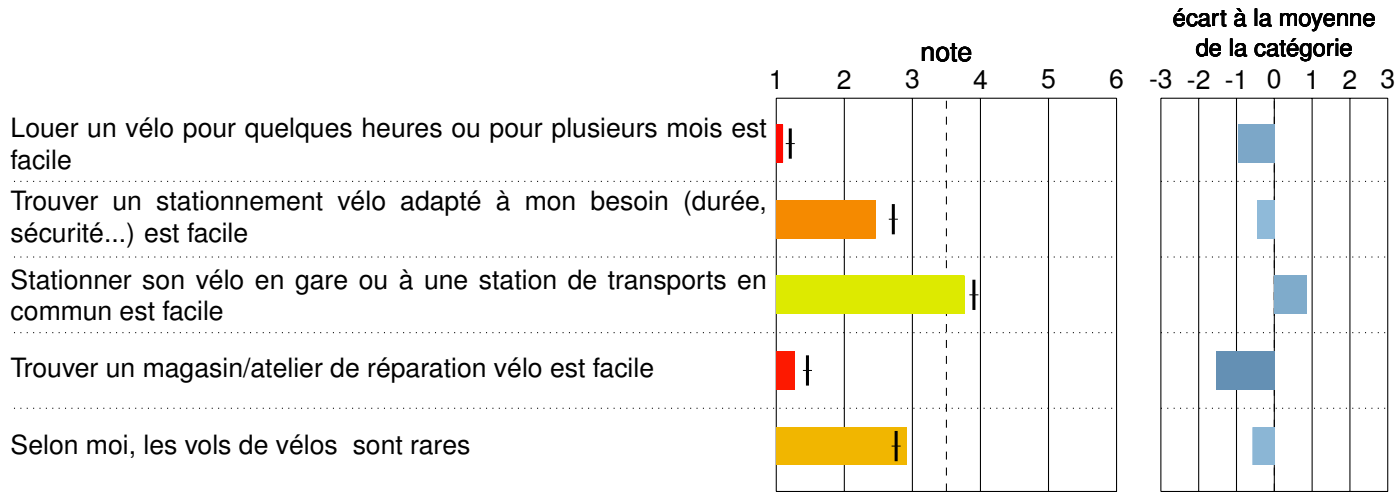 écart à la moyenne
de la catégorie
note
1 2 3 4 5 6
-3 -2 -1 0 1 2 3
Louer un vélo pour quelques heures ou pour plusieurs mois est
facile
Trouver un stationnement vélo adapté à mon besoin (durée,
sécurité...) est facile
Stationner son vélo en gare ou à une station de transports en
commun est facile
Trouver un magasin/atelier de réparation vélo est facile
Selon moi, les vols de vélos sont rares